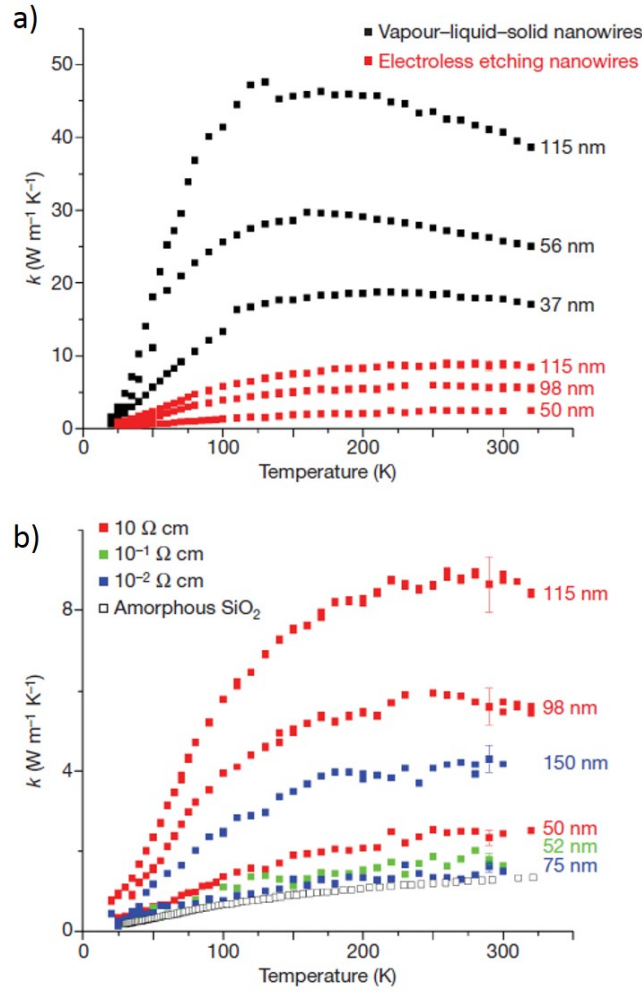 a)
Vapour–liquid–solid nanowires
Electroless etching nanowires
50
40
30
20
10
0
k (W m⁻¹ K⁻¹)
115 nm
56 nm
37 nm
115 nm
98 nm
50 nm
0 100 200 300
Temperature (K)
b)
10 Ω cm
10⁻¹ Ω cm
10⁻² Ω cm
Amorphous SiO₂
8
4
0
k (W m⁻¹ K⁻¹)
115 nm
98 nm
150 nm
50 nm
52 nm
75 nm
0 100 200 300
Temperature (K)